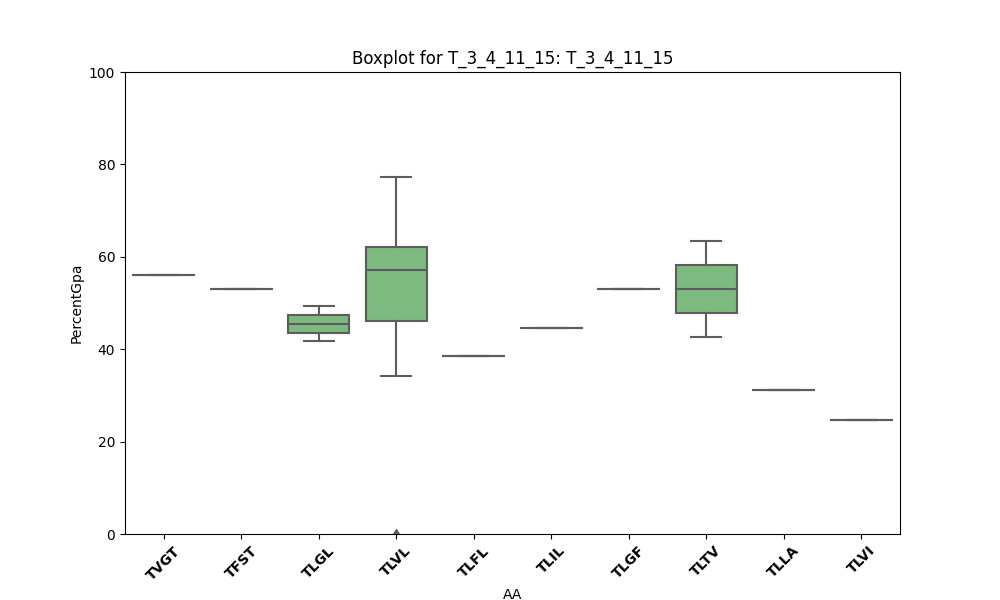 Boxplot for T_3_4_11_15: T_3_4_11_15
100
80
60
40
20
0
PercentGpa
TVGT
TFST
TLGL
TLVL
TLFL
TLIL
TLGF
TLTV
TLLA
TLVI
AA